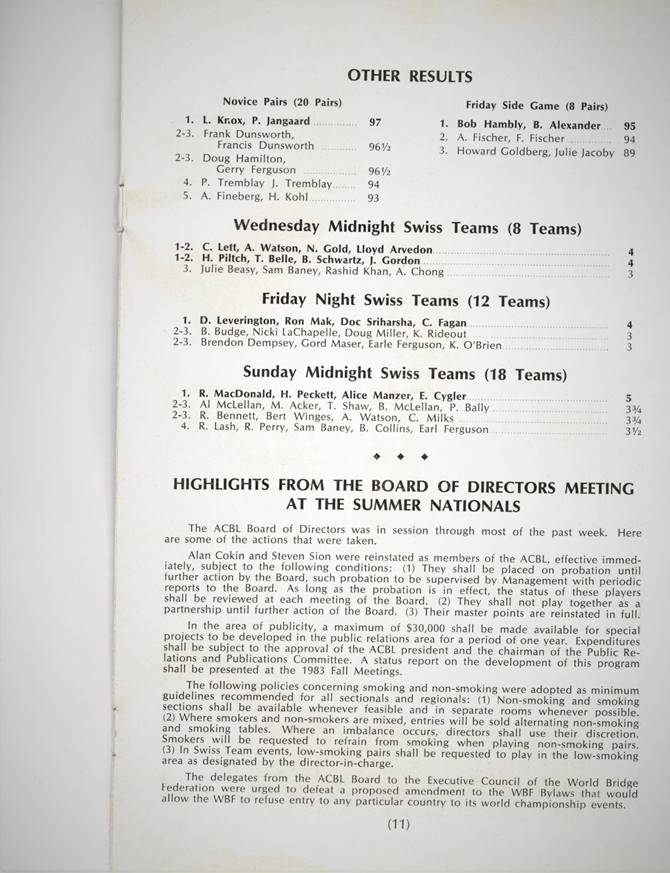 OTHER RESULTS
Novice Pairs (20 Pairs)
1. L. Knox, P. Jangaard 97
2-3. Frank Dunsworth,
Francis Dunsworth 96½
2-3. Doug Hamilton,
Gerry Ferguson 96½
4. P. Tremblay J. Tremblay 94
5. A. Fineberg, H. Kohl 93
Friday Side Game (8 Pairs)
1. Bob Hambly, B. Alexander 95
2. A. Fischer, F. Fischer 94
3. Howard Goldberg, Julie Jacoby 89
Wednesday Midnight Swiss Teams (8 Teams)
1-2. C. Lett, A. Watson, N. Gold, Lloyd Arvedon 4
1-2. H. Piltch, T. Belle, B. Schwartz, J. Gordon 4
3. Julie Beasy, Sam Baney, Rashid Khan, A. Chong 3
Friday Night Swiss Teams (12 Teams)
1. D. Leverington, Ron Mak, Doc Sriharsha, C. Fagan 4
2-3. B. Budge, Nicki LaChapelle, Doug Miller, K. Rideout 3
2-3. Brendon Dempsey, Gord Maser, Earle Ferguson, K. O'Brien 3
Sunday Midnight Swiss Teams (18 Teams)
1. R. MacDonald, H. Peckett, Alice Manzer, E. Cygler 5
2-3. Al McLellan, M. Acker, T. Shaw, B. McLellan, P. Bally 3¾
2-3. R. Bennett, Bert Winges, A. Watson, C. Milks 3¾
4. R. Lash, R. Perry, Sam Baney, B. Collins, Earl Ferguson 3½
HIGHLIGHTS FROM THE BOARD OF DIRECTORS MEETING
AT THE SUMMER NATIONALS
The ACBL Board of Directors was in session through most of the past week. Here
are some of the actions that were taken.
Alan Cokin and Steven Sion were reinstated as members of the ACBL, effective immed-
iately, subject to the following conditions: (1) They shall be placed on probation until
further action by the Board, such probation to be supervised by Management with periodic
reports to the Board. As long as the probation is in effect, the status of these players
shall be reviewed at each meeting of the Board. (2) They shall not play together as a
partnership until further action of the Board. (3) Their master points are reinstated in full.
In the area of publicity, a maximum of $30,000 shall be made available for special
projects to be developed in the public relations area for a period of one year. Expenditures
shall be subject to the approval of the ACBL president and the chairman of the Public Re-
lations and Publications Committee. A status report on the development of this program
shall be presented at the 1983 Fall Meetings.
The following policies concerning smoking and non-smoking were adopted as minimum
guidelines recommended for all sectionals and regionals: (1) Non-smoking and smoking
sections shall be available whenever feasible and in separate rooms whenever possible.
(2) Where smokers and non-smokers are mixed, entries will be sold alternating non-smoking
and smoking tables. Where an imbalance occurs, directors shall use their discretion.
Smokers will be requested to refrain from smoking when playing non-smoking pairs.
(3) In Swiss Team events, low-smoking pairs shall be requested to play in the low-smoking
area as designated by the director-in-charge.
The delegates from the ACBL Board to the Executive Council of the World Bridge
Federation were urged to defeat a proposed amendment to the WBF Bylaws that would
allow the WBF to refuse entry to any particular country to its world championship events.
(11)